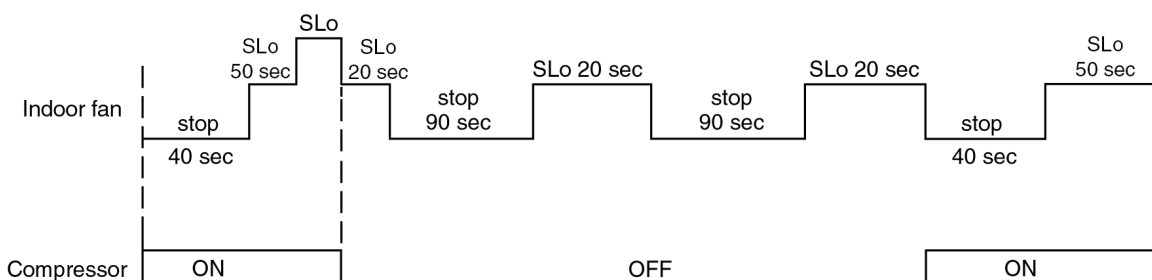 SLo
SLo
50 sec
SLo
20 sec
SLo 20 sec
SLo 20 sec
SLo
50 sec
Indoor fan
stop
40 sec
stop
90 sec
stop
90 sec
stop
40 sec
Compressor
ON
OFF
ON